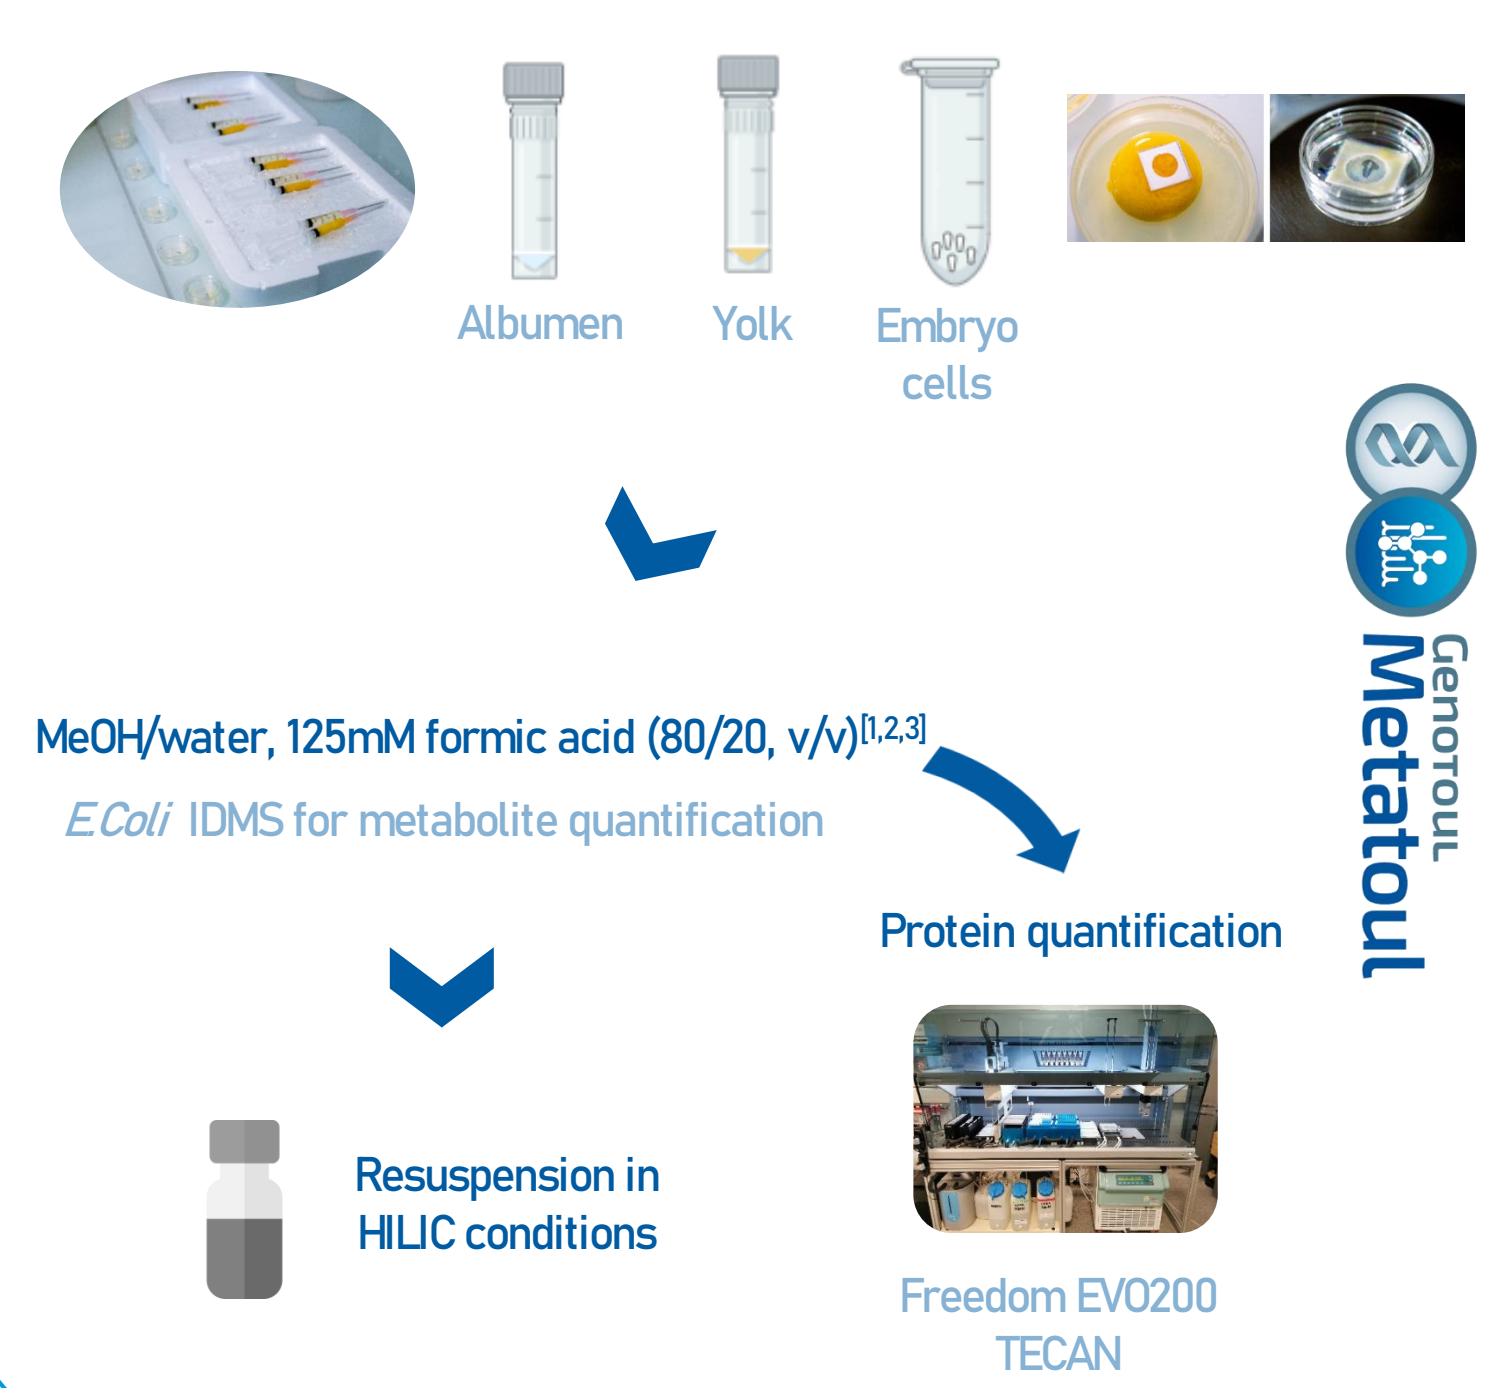 Albumen
Yolk
Embryo
cells
MeOH/water, 125mM formic acid (80/20, v/v)[1,2,3]
E.Coli IDMS for metabolite quantification
Protein quantification
Resuspension in
HILIC conditions
Freedom EVO200
TECAN
Genotoul
Metatoul